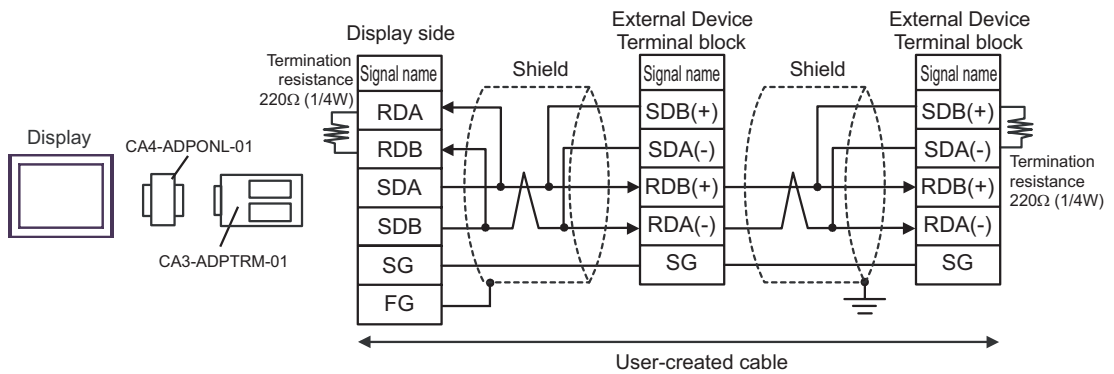 Display
CA4-ADPONL-01
CA3-ADPTRM-01
Termination
resistance
220Ω (1/4W)
Display side
Signal name
RDA
RDB
SDA
SDB
SG
FG
Shield
External Device
Terminal block
Signal name
SDB(+)
SDA(-)
RDB(+)
RDA(-)
SG
Shield
External Device
Terminal block
Signal name
SDB(+)
SDA(-)
RDB(+)
RDA(-)
SG
Termination
resistance
220Ω (1/4W)
User-created cable